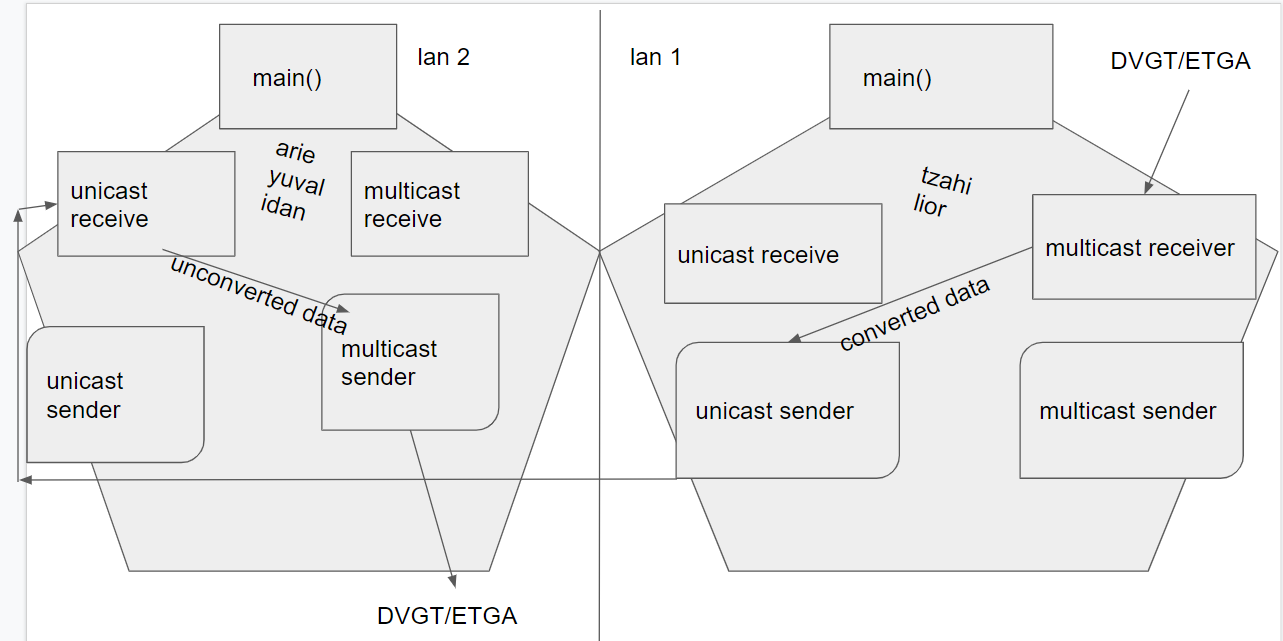 lan 2
main()
arie
yuval
idan
unicast
receive
multicast
receive
unconverted data
unicast
sender
multicast
sender
DVGT/ETGA
lan 1
main()
DVGT/ETGA
tzahi
lior
unicast receive
multicast receiver
converted data
unicast sender
multicast sender